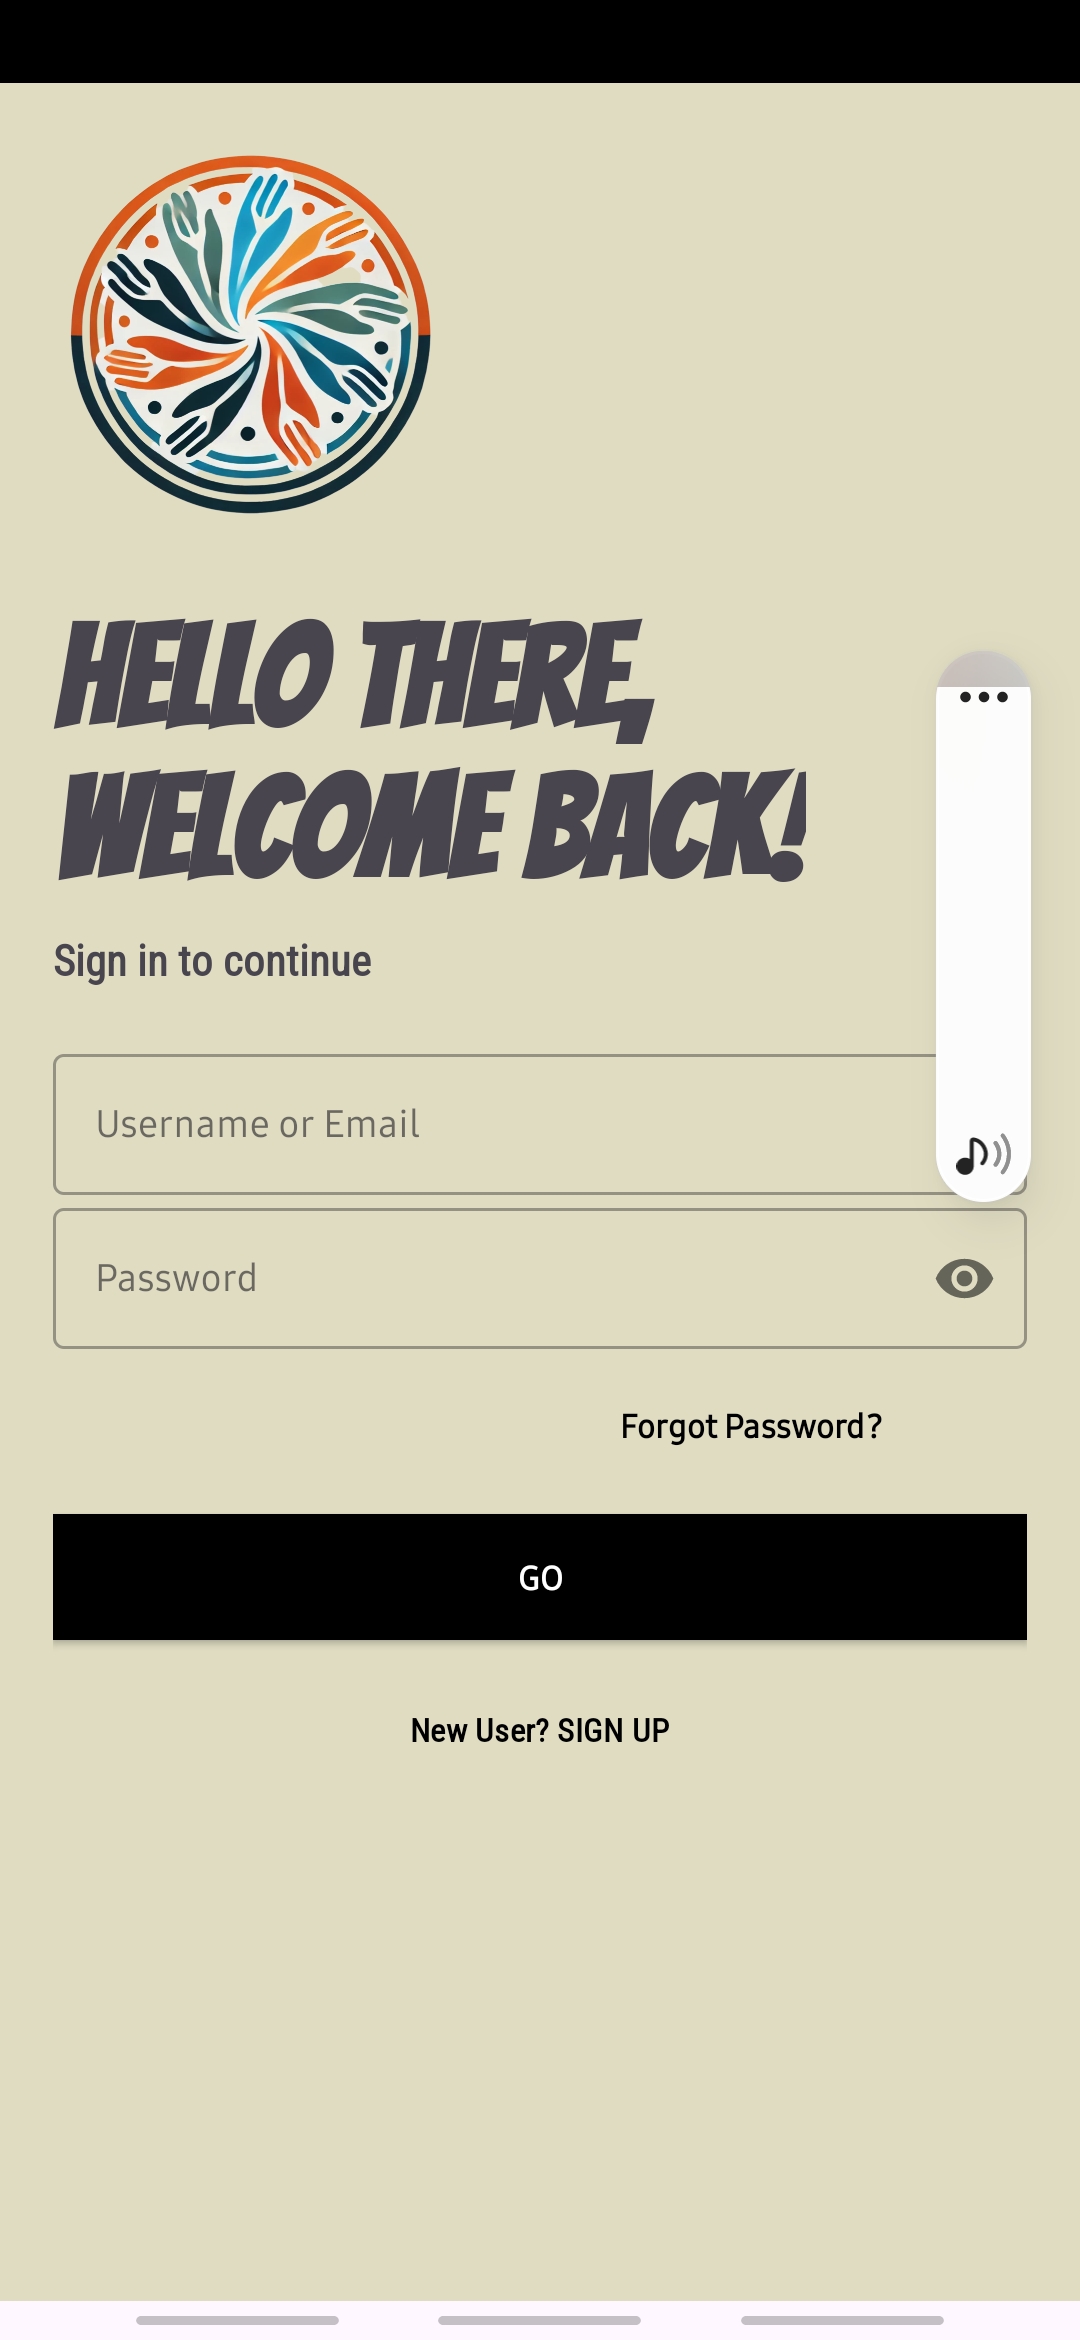 HELLO THERE,
WELCOME BACK!
Sign in to continue
Username or Email
Password
Forgot Password?
GO
New User? SIGN UP